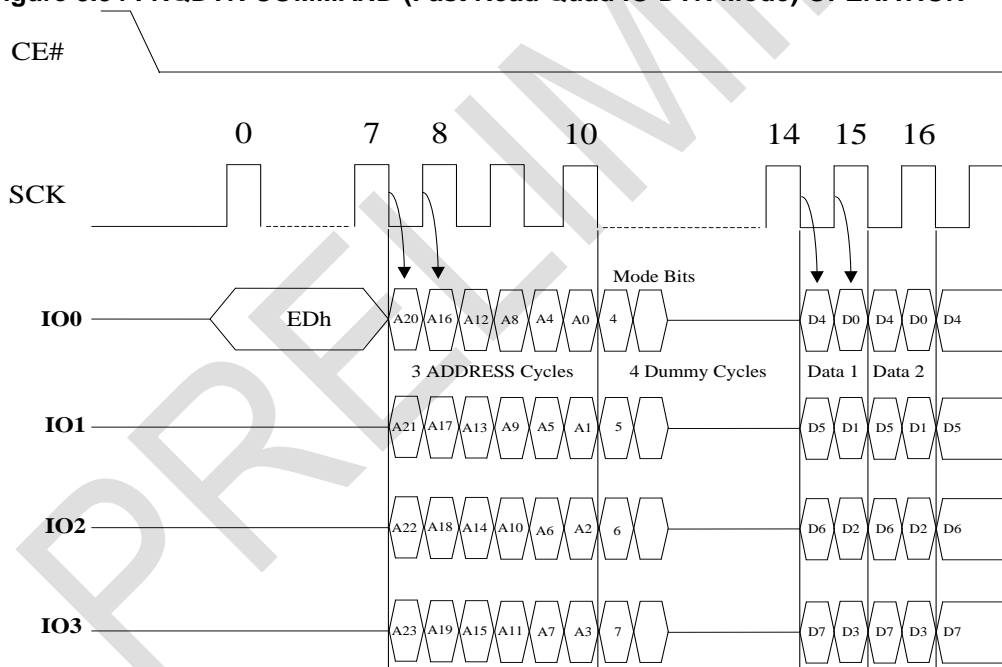 CE#
0 7 8 10 14 15 16
SCK
Mode Bits
IO0 EDh A20 A16 A12 A8 A4 A0 4 D4 D0 D4 D0 D4
3 ADDRESS Cycles 4 Dummy Cycles Data 1 Data 2
IO1 A21 A17 A13 A9 A5 A1 5 D5 D1 D5 D1 D5
IO2 A22 A18 A14 A10 A6 A2 6 D6 D2 D6 D2 D6
IO3 A23 A19 A15 A11 A7 A3 7 D7 D3 D7 D3 D7
PRELIM